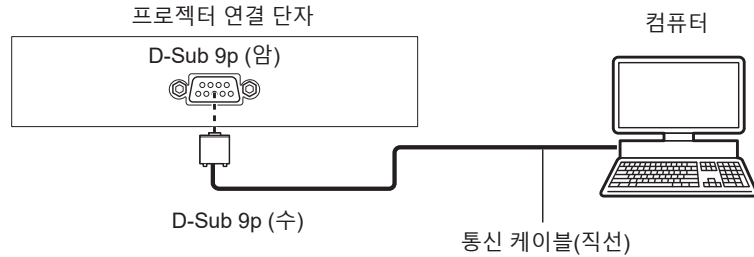 프로젝터 연결 단자
컴퓨터
D-Sub 9p (암)
D-Sub 9p (수)
통신 케이블(직선)